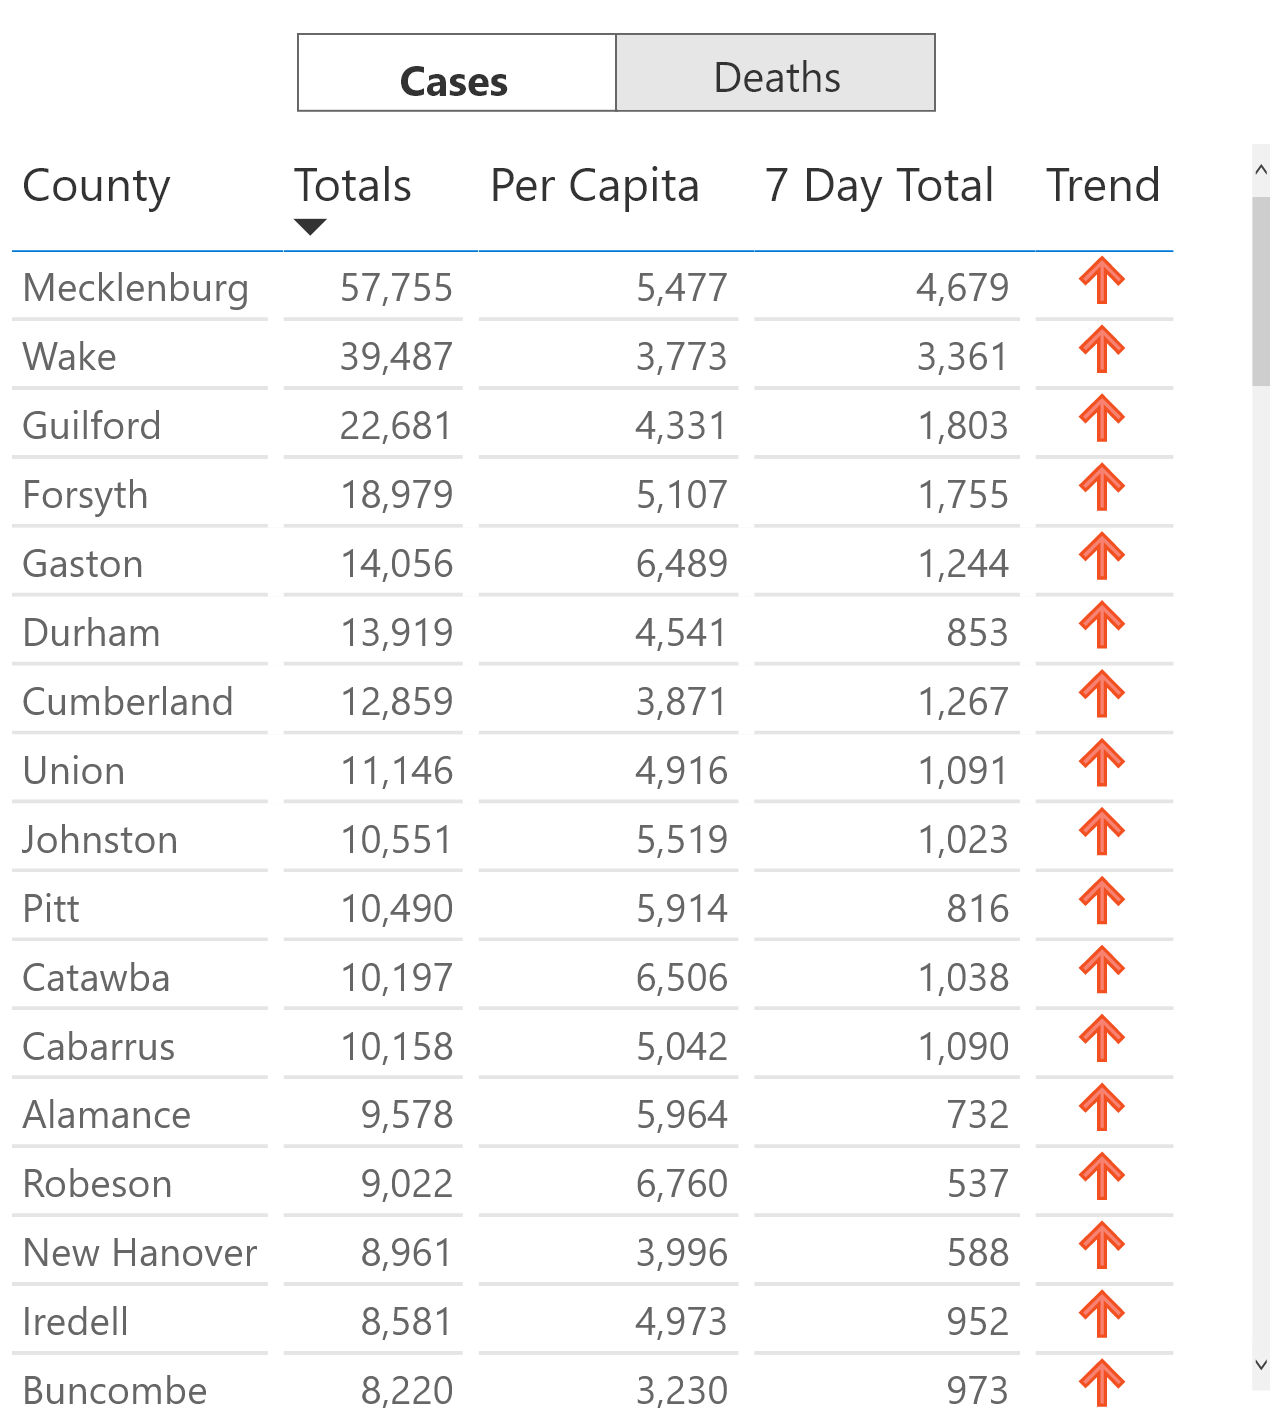 Cases Deaths
County Totals Per Capita 7 Day Total Trend
Mecklenburg 57,755 5,477 4,679
Wake 39,487 3,773 3,361
Guilford 22,681 4,331 1,803
Forsyth 18,979 5,107 1,755
Gaston 14,056 6,489 1,244
Durham 13,919 4,541 853
Cumberland 12,859 3,871 1,267
Union 11,146 4,916 1,091
Johnston 10,551 5,519 1,023
Pitt 10,490 5,914 816
Catawba 10,197 6,506 1,038
Cabarrus 10,158 5,042 1,090
Alamance 9,578 5,964 732
Robeson 9,022 6,760 537
New Hanover 8,961 3,996 588
Iredell 8,581 4,973 952
Buncombe 8,220 3,230 973